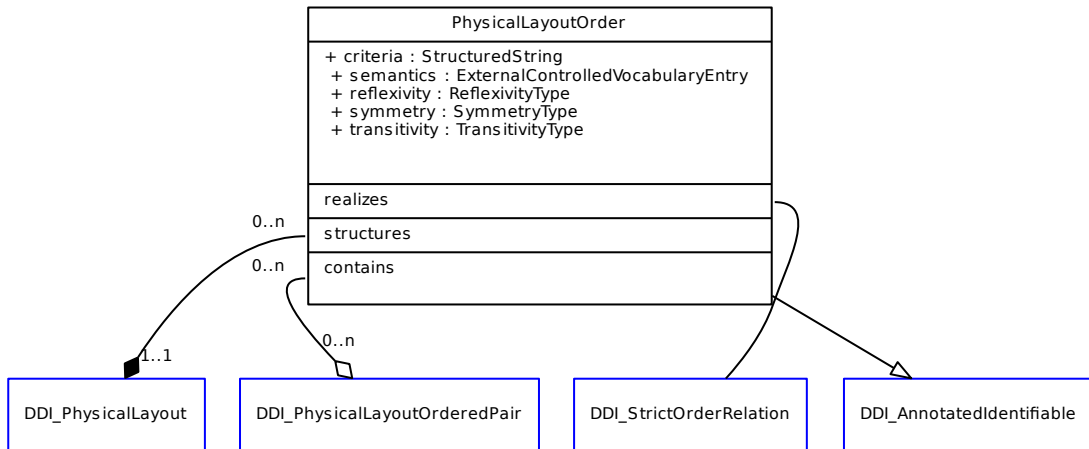 PhysicalLayoutOrder
+ criteria : StructuredString
+ semantics : ExternalControlledVocabularyEntry
+ reflexivity : ReflexivityType
+ symmetry : SymmetryType
+ transitivity : TransitivityType
realizes
0..n
structures
0..n
contains
0..n
1..1
DDI_PhysicalLayout
DDI_PhysicalLayoutOrderedPair
DDI_StrictOrderRelation
DDI_AnnotatedIdentifiable